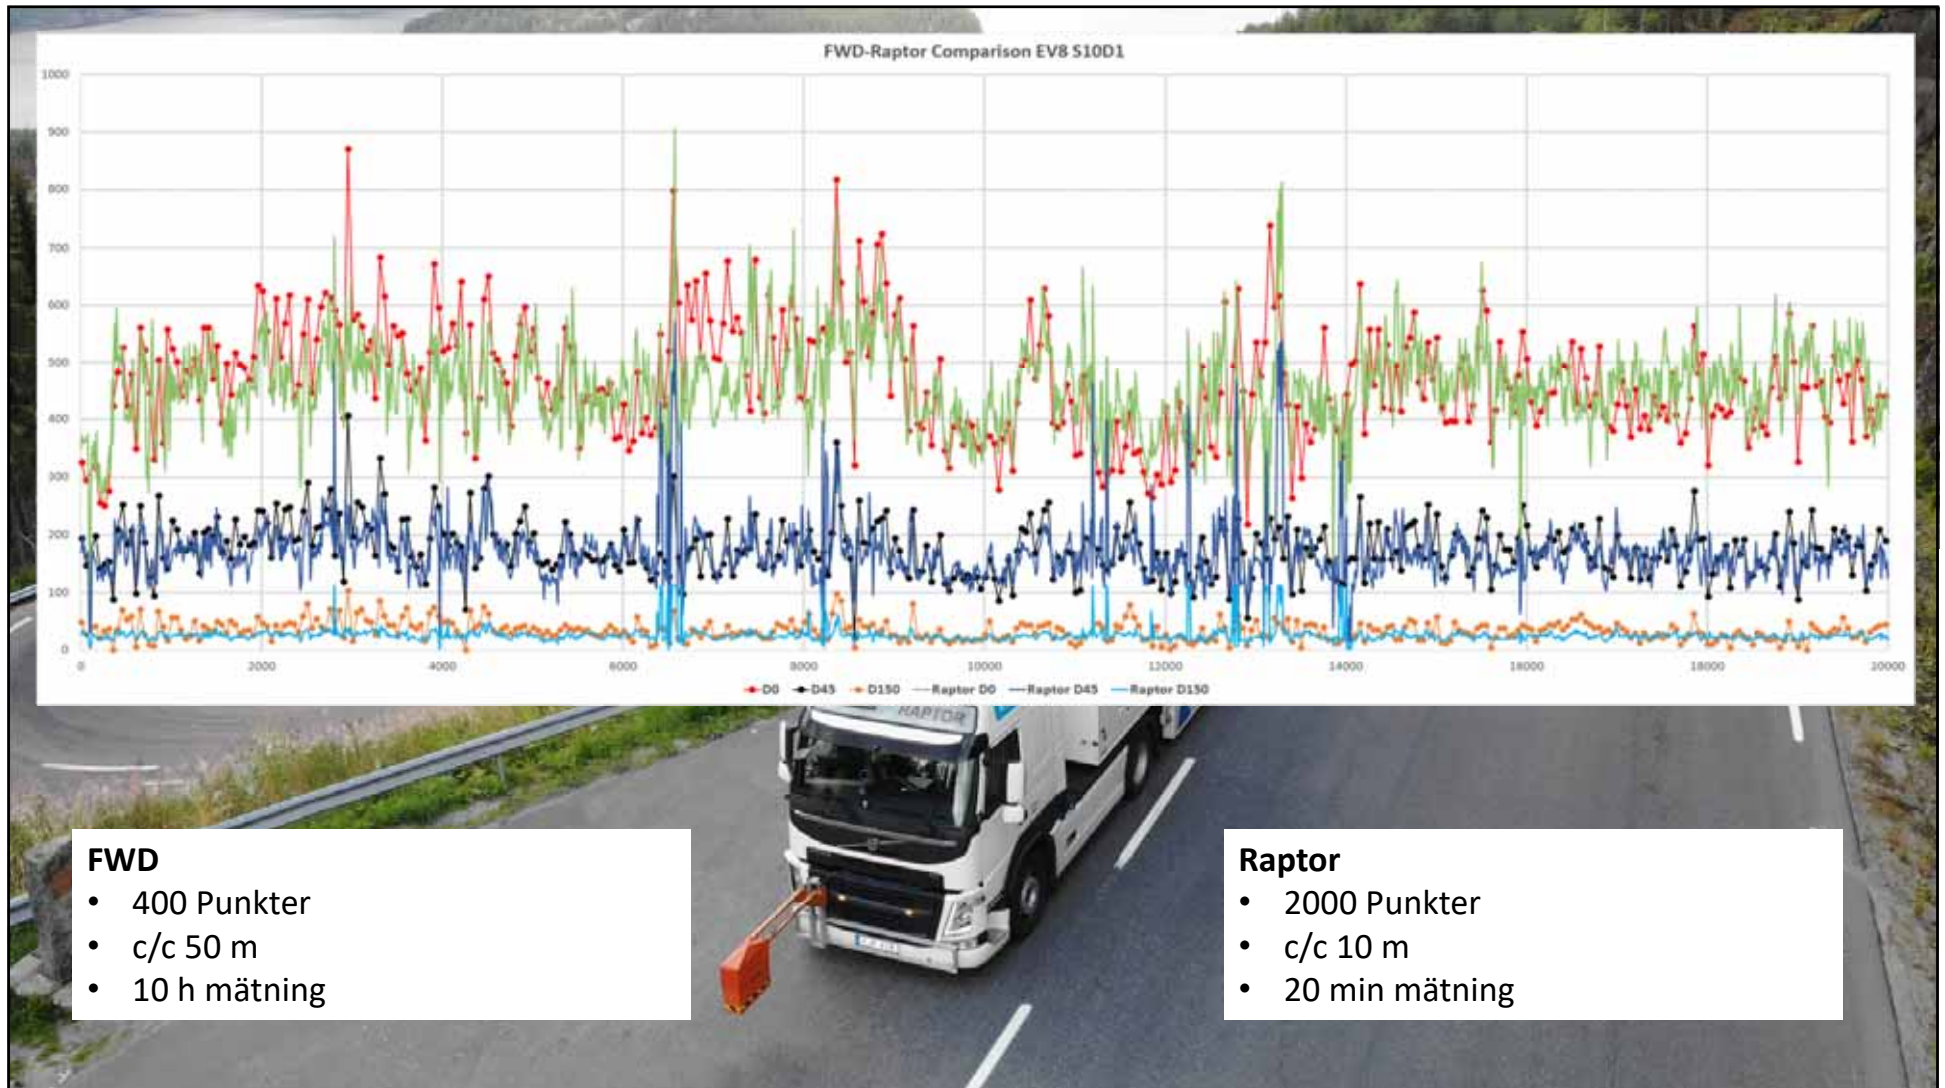 FWD-Raptor Comparison EV8 S10D1
1000
900
800
700
600
500
400
300
200
100
0
0 2000 4000 6000 8000 10000 12000 14000 16000 18000 20000
D0 D45 D150 Raptor D0 Raptor D45 Raptor D150
RAPTOR
FWD
• 400 Punkter
• c/c 50 m
• 10 h mätning
Raptor
• 2000 Punkter
• c/c 10 m
• 20 min mätning